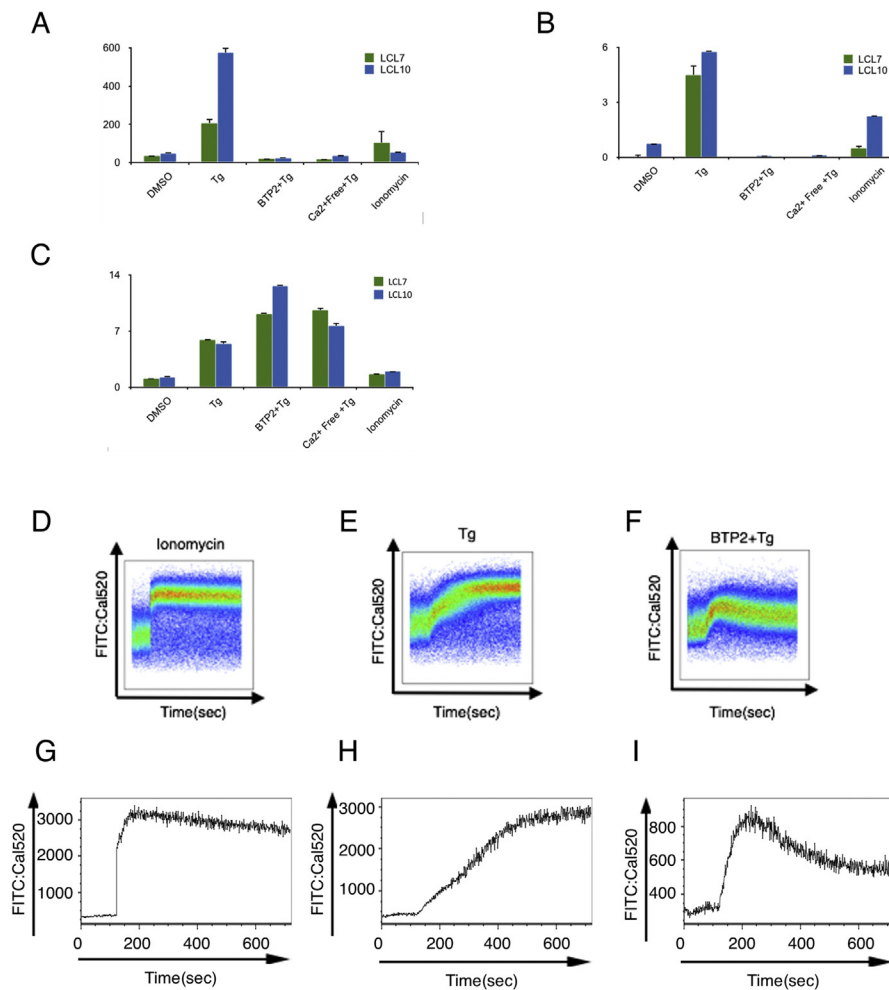 A
600
400
200
0
LCL7
LCL10
DMSO
Tg
BTP2+Tg
Ca2+Free+Tg
Ionomycin
B
6
3
0
LCL7
LCL10
DMSO
Tg
BTP2+Tg
Ca2+ Free +Tg
Ionomycin
C
14
7
0
LCL7
LCL10
DMSO
Tg
BTP2+Tg
Ca2+ Free +Tg
Ionomycin
D
Ionomycin
FITC:Cal520
Time(sec)
E
Tg
FITC:Cal520
Time(sec)
F
BTP2+Tg
FITC:Cal520
Time(sec)
G
3000
2000
1000
FITC:Cal520
0 200 400 600
Time(sec)
H
3000
2000
1000
FITC:Cal520
0 200 400 600
Time(sec)
I
800
600
400
FITC:Cal520
0 200 400 600
Time(sec)